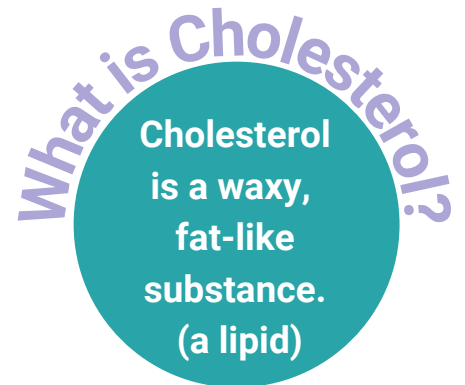 What is Cholesterol?
Cholesterol
is a waxy,
fat-like
substance.
(a lipid)